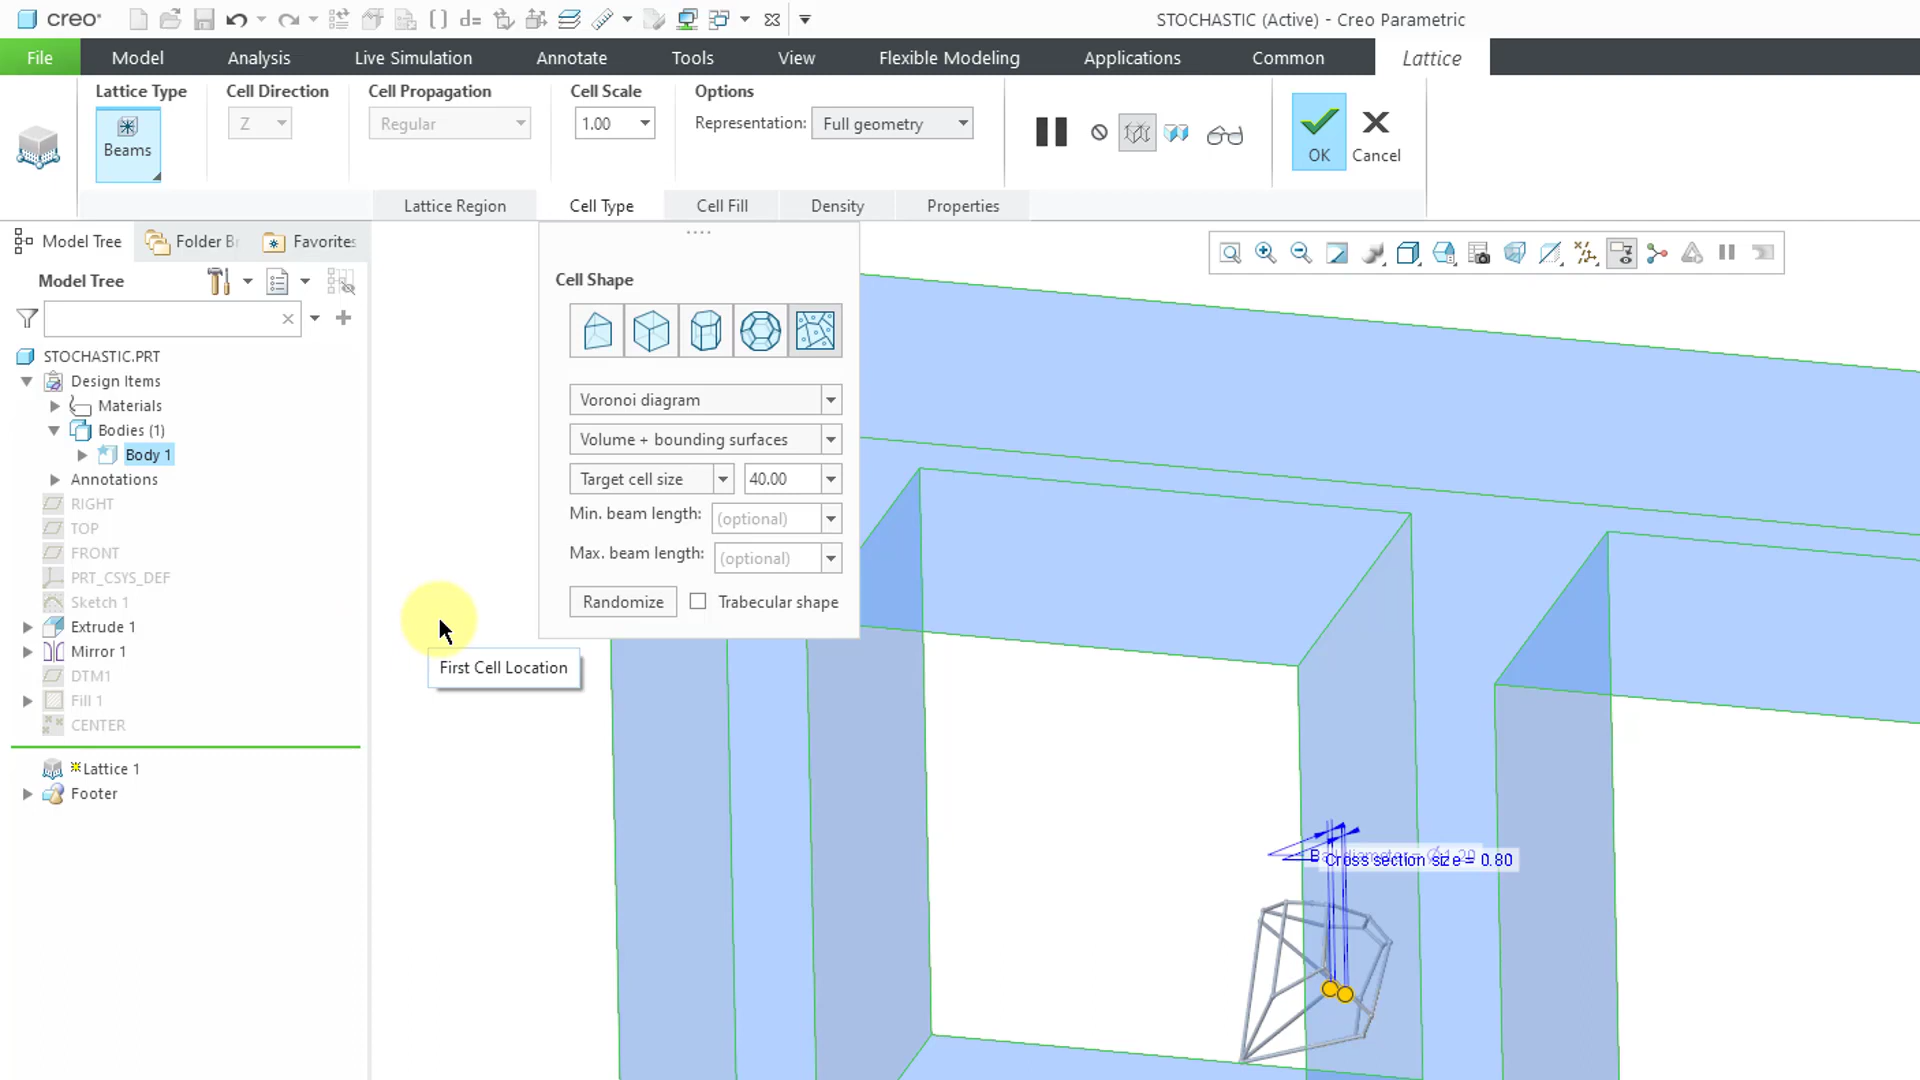 creo®
STOCHASTIC (Active) - Creo Parametric
File Model Analysis Live Simulation Annotate Tools View Flexible Modeling Applications Common Lattice
Lattice Type Cell Direction Cell Propagation Cell Scale Options
Beams Z Regular 1.00 Representation: Full geometry
OK Cancel
Lattice Region Cell Type Cell Fill Density Properties
Model Tree Folder Br Favorites
Model Tree
STOCHASTIC.PRT
Design Items
Materials
Bodies (1)
Body 1
Annotations
RIGHT
TOP
FRONT
PRT_CSYS_DEF
Sketch 1
Extrude 1
Mirror 1
DTM1
Fill 1
CENTER
Lattice 1
Footer
Cell Shape
Voronoi diagram
Volume + bounding surfaces
Target cell size 40.00
Min. beam length: (optional)
Max. beam length: (optional)
Randomize Trabecular shape
First Cell Location
Cross section size = 0.80